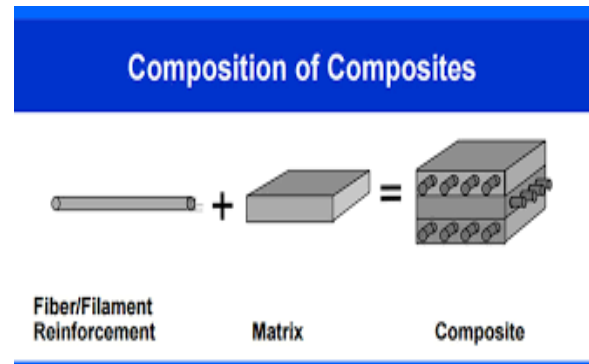 Composition of Composites
+ =
Fiber/Filament
Reinforcement
Matrix
Composite